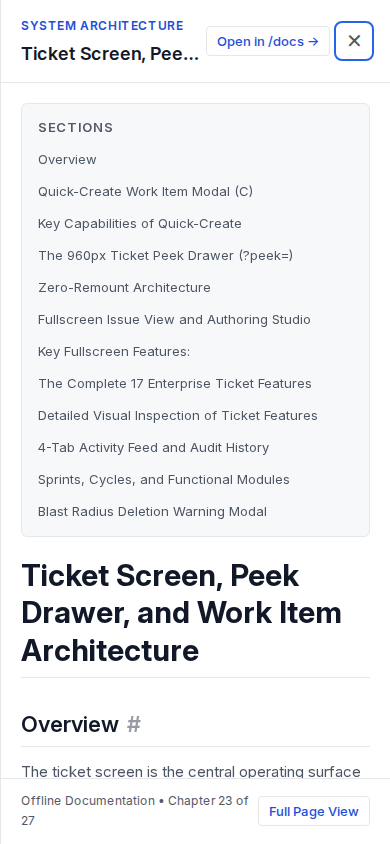 SYSTEM ARCHITECTURE
Ticket Screen, Pee...
Open in /docs →
✕
SECTIONS
Overview
Quick-Create Work Item Modal (C)
Key Capabilities of Quick-Create
The 960px Ticket Peek Drawer (?peek=)
Zero-Remount Architecture
Fullscreen Issue View and Authoring Studio
Key Fullscreen Features:
The Complete 17 Enterprise Ticket Features
Detailed Visual Inspection of Ticket Features
4-Tab Activity Feed and Audit History
Sprints, Cycles, and Functional Modules
Blast Radius Deletion Warning Modal
Ticket Screen, Peek
Drawer, and Work Item
Architecture
Overview #
The ticket screen is the central operating surface
Offline Documentation • Chapter 23 of
27
Full Page View